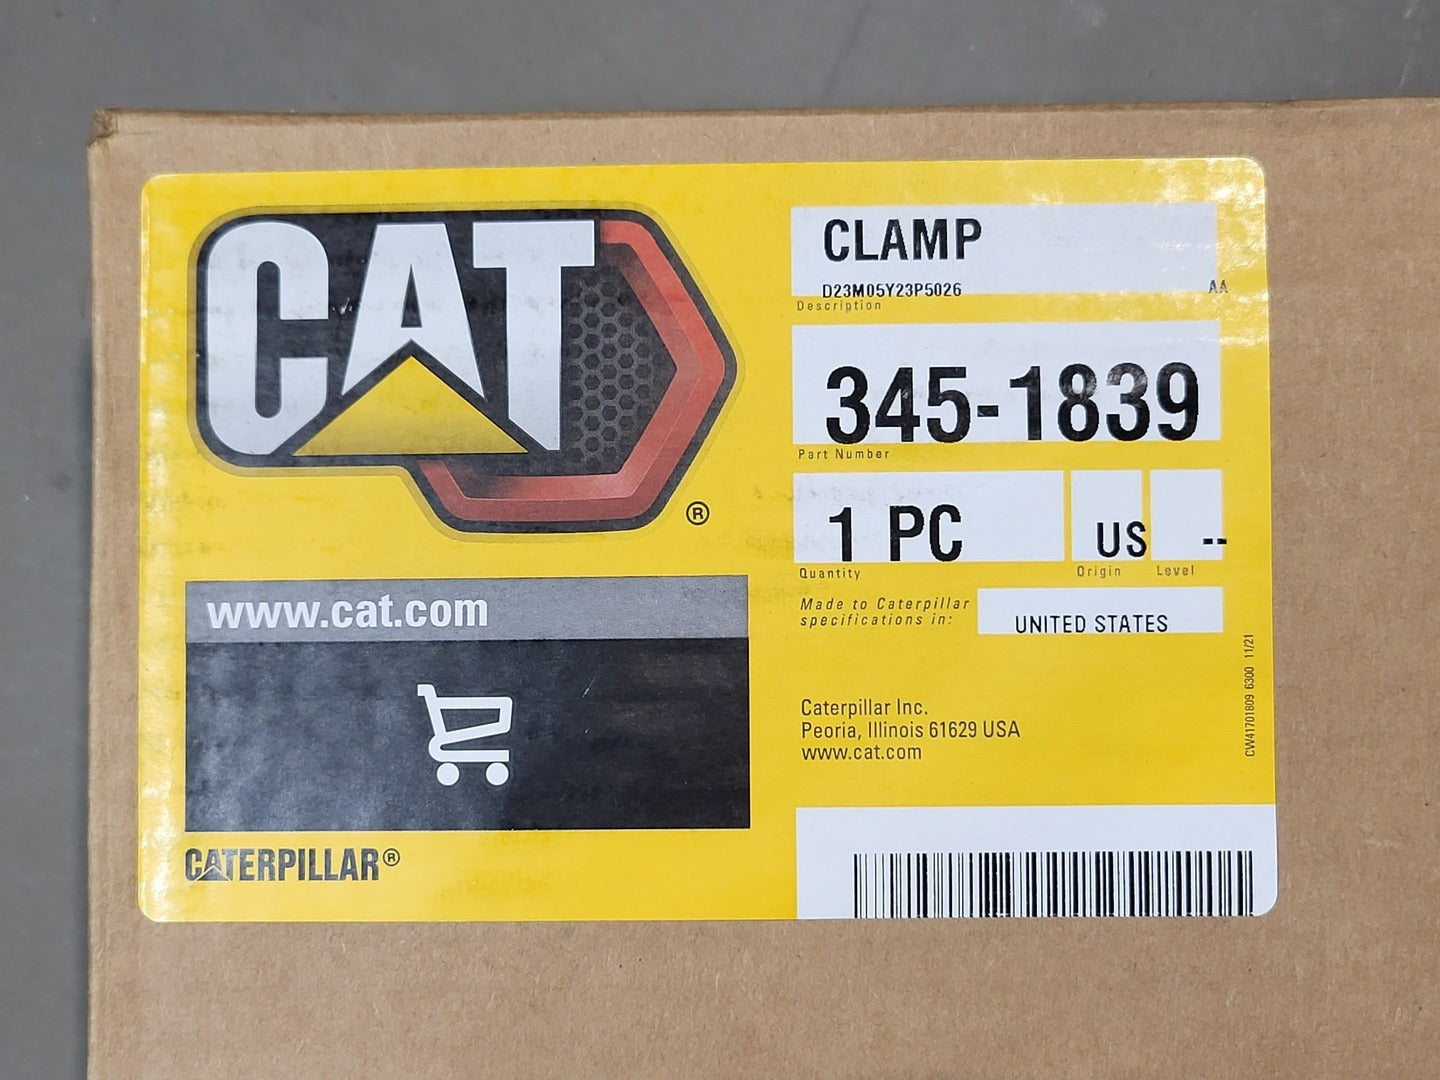 CAT
®
www.cat.com
CATERPILLAR®
CLAMP
D23M05Y23P5026 AA
Description
345-1839
Part Number
1 PC US --
Quantity Origin Level
Made to Caterpillar
specifications in: UNITED STATES
Caterpillar Inc.
Peoria, Illinois 61629 USA
www.cat.com
CW41701809 6300 11/21